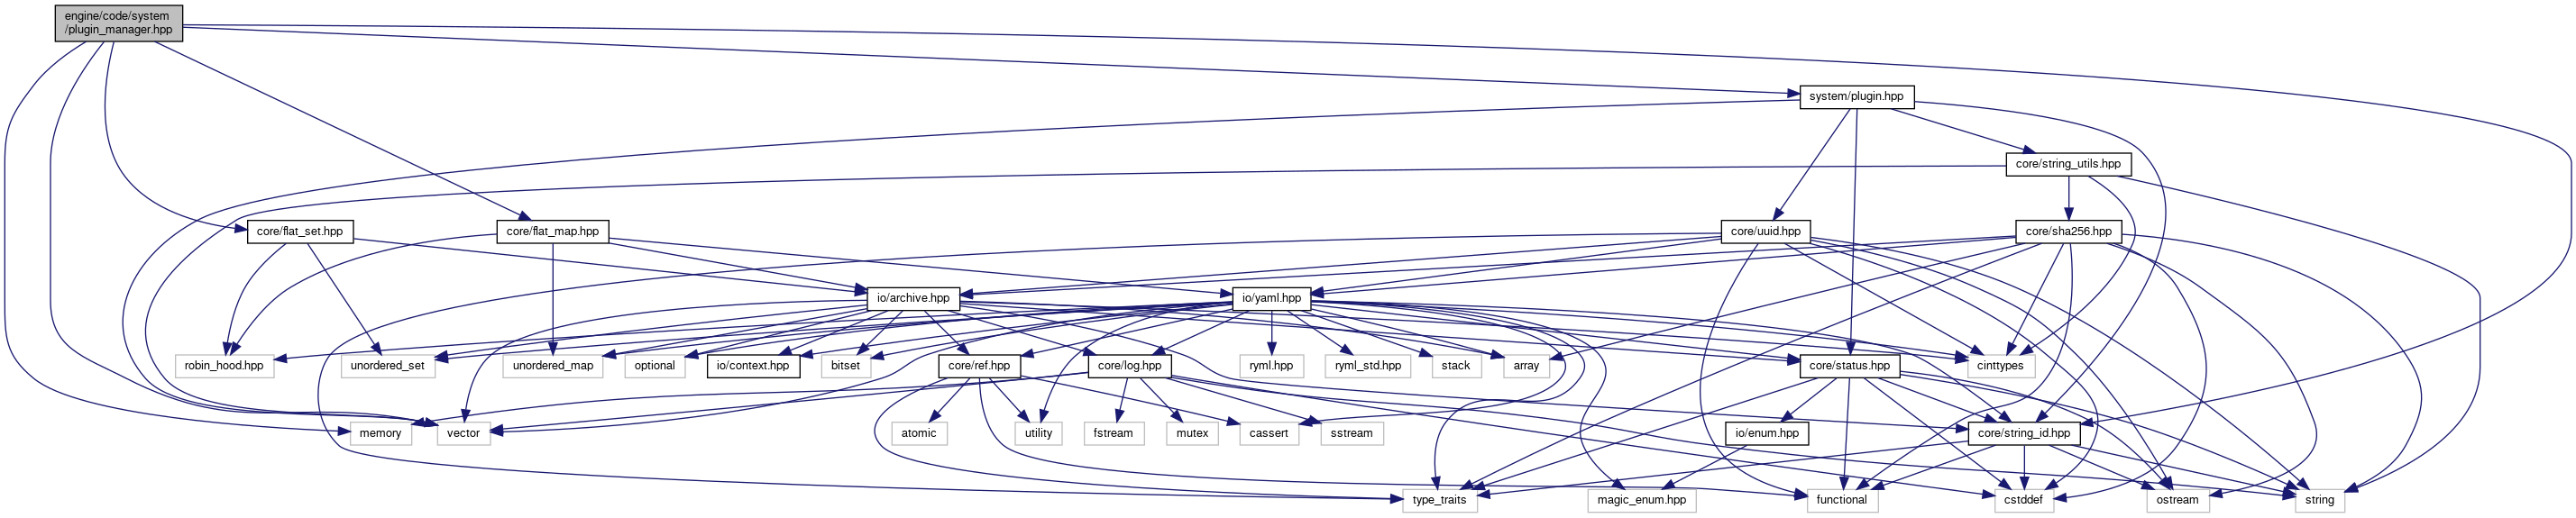 engine/code/system
/plugin_manager.hpp
system/plugin.hpp
core/string_utils.hpp
core/flat_set.hpp
core/flat_map.hpp
core/uuid.hpp
core/sha256.hpp
io/archive.hpp
io/yaml.hpp
robin_hood.hpp
unordered_set
unordered_map
optional
io/context.hpp
bitset
core/ref.hpp
core/log.hpp
ryml.hpp
ryml_std.hpp
stack
array
core/status.hpp
cinttypes
memory
vector
atomic
utility
fstream
mutex
cassert
sstream
io/enum.hpp
core/string_id.hpp
type_traits
magic_enum.hpp
functional
cstddef
ostream
string